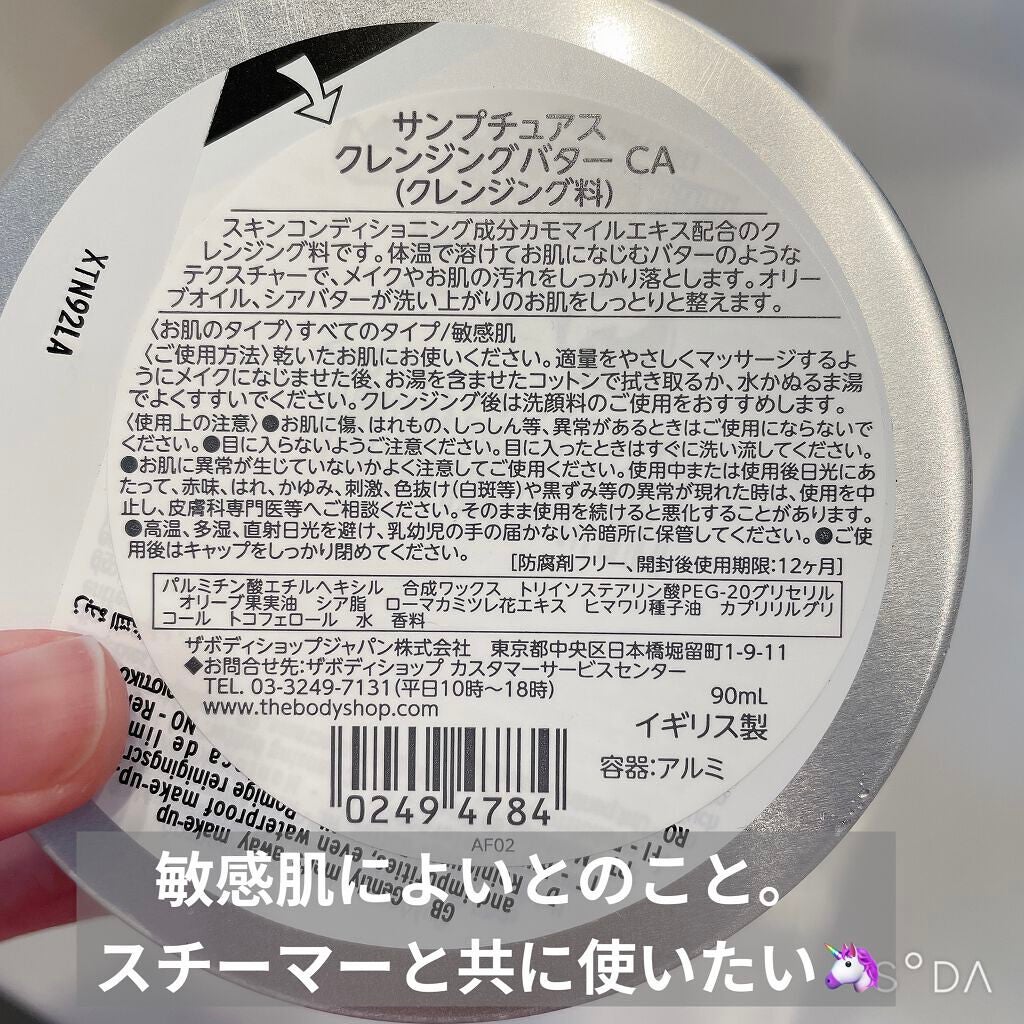 サンプチュアス
クレンジングバター CA
(クレンジング料)
スキンコンディショニング成分カモマイルエキス配合のク
レンジング料です。体温で溶けてお肌になじむバターのような
テクスチャーで、メイクやお肌の汚れをしっかり落とします。オリー
ブオイル、シアバターが洗い上がりのお肌をしっとりと整えます。
〈お肌のタイプ〉すべてのタイプ/敏感肌
〈ご使用方法〉乾いたお肌にお使いください。適量をやさしくマッサージするよ
うにメイクになじませた後、お湯を含ませたコットンで拭き取るか、水かぬるま湯
でよくすすいでください。クレンジング後は洗顔料のご使用をおすすめします。
〈使用上の注意〉●お肌に傷、はれもの、しっしん等、異常があるときはご使用にならないで
ください。●目に入らないようご注意ください。目に入ったときはすぐに洗い流してください。
●お肌に異常が生じていないかよく注意してご使用ください。使用中または使用後日光にあ
たって、赤味、はれ、かゆみ、刺激、色抜け(白斑等)や黒ずみ等の異常が現れた時は、使用を中
止し、皮膚科専門医等へご相談ください。そのまま使用を続けると悪化することがあります。
●高温、多湿、直射日光を避け、乳幼児の手の届かない冷暗所に保管してください。●ご使
用後はキャップをしっかり閉めてください。 [防腐剤フリー、開封後使用期限:12ヶ月]
パルミチン酸エチルヘキシル 合成ワックス トリイソステアリン酸PEG-20グリセリル
オリーブ果実油 シア脂 ローマカミツレ花エキス ヒマワリ種子油 カプリリルグリ
コール トコフェロール 水 香料
ザボディショップジャパン株式会社 東京都中央区日本橋堀留町1-9-11
◆お問合せ先:ザボディショップ カスタマーサービスセンター
TEL. 03-3249-7131(平日10時〜18時)
www.thebodyshop.com
90mL
イギリス製
容器:アルミ
0249 4784
AF02
XTN92LA
GB - Gently m
away make-up
and impurities, even waterproof make-up.
敏感肌によいとのこと。
スチーマーと共に使いたい🦄
S°DA